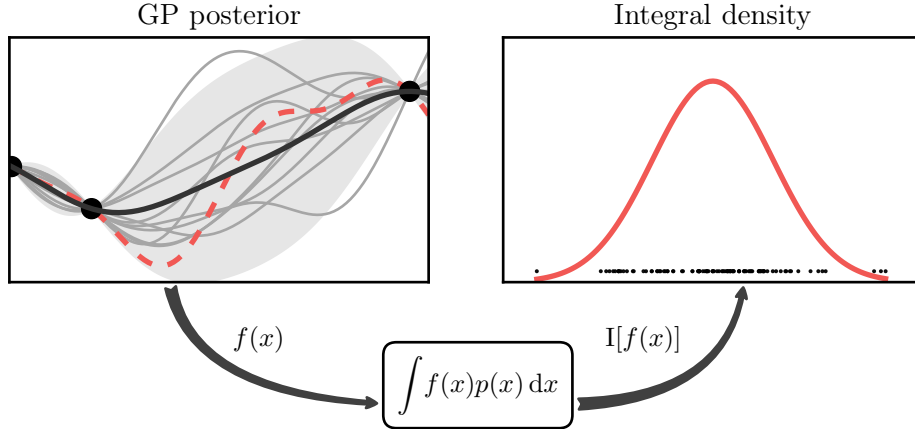 GP posterior
Integral density
f(x)
I[f(x)]
∫ f(x)p(x) dx